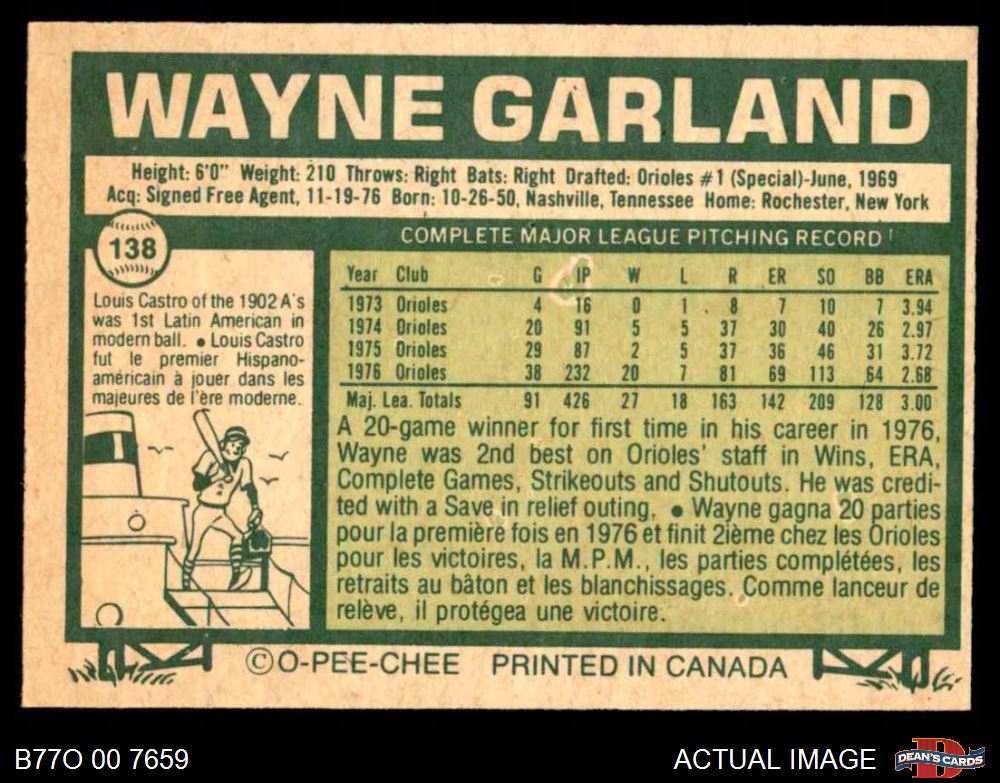 WAYNE GARLAND
Height: 6'0" Weight: 210 Throws: Right Bats: Right Drafted: Orioles #1 (Special)-June, 1969
Acq: Signed Free Agent, 11-19-76 Born: 10-26-50, Nashville, Tennessee Home: Rochester, New York
138
Louis Castro of the 1902 A's
was 1st Latin American in
modern ball. • Louis Castro
fut le premier Hispano-
américain à jouer dans les
majeures de l'ère moderne.
COMPLETE MAJOR LEAGUE PITCHING RECORD
Year Club G IP W L R ER SO BB ERA
1973 Orioles 4 16 0 1 8 7 10 7 3.94
1974 Orioles 20 91 5 5 37 30 40 26 2.97
1975 Orioles 29 87 2 5 37 36 46 31 3.72
1976 Orioles 38 232 20 7 81 69 113 64 2.68
Maj. Lea. Totals 91 426 27 18 163 142 209 128 3.00
A 20-game winner for first time in his career in 1976,
Wayne was 2nd best on Orioles' staff in Wins, ERA,
Complete Games, Strikeouts and Shutouts. He was credi-
ted with a Save in relief outing. • Wayne gagna 20 parties
pour la première fois en 1976 et finit 2ième chez les Orioles
pour les victoires, la M.P.M., les parties complétées, les
retraits au bâton et les blanchissages. Comme lanceur de
relève, il protégea une victoire.
©O-PEE-CHEE PRINTED IN CANADA
B77O 00 7659
ACTUAL IMAGE
D
DEAN'S CARDS